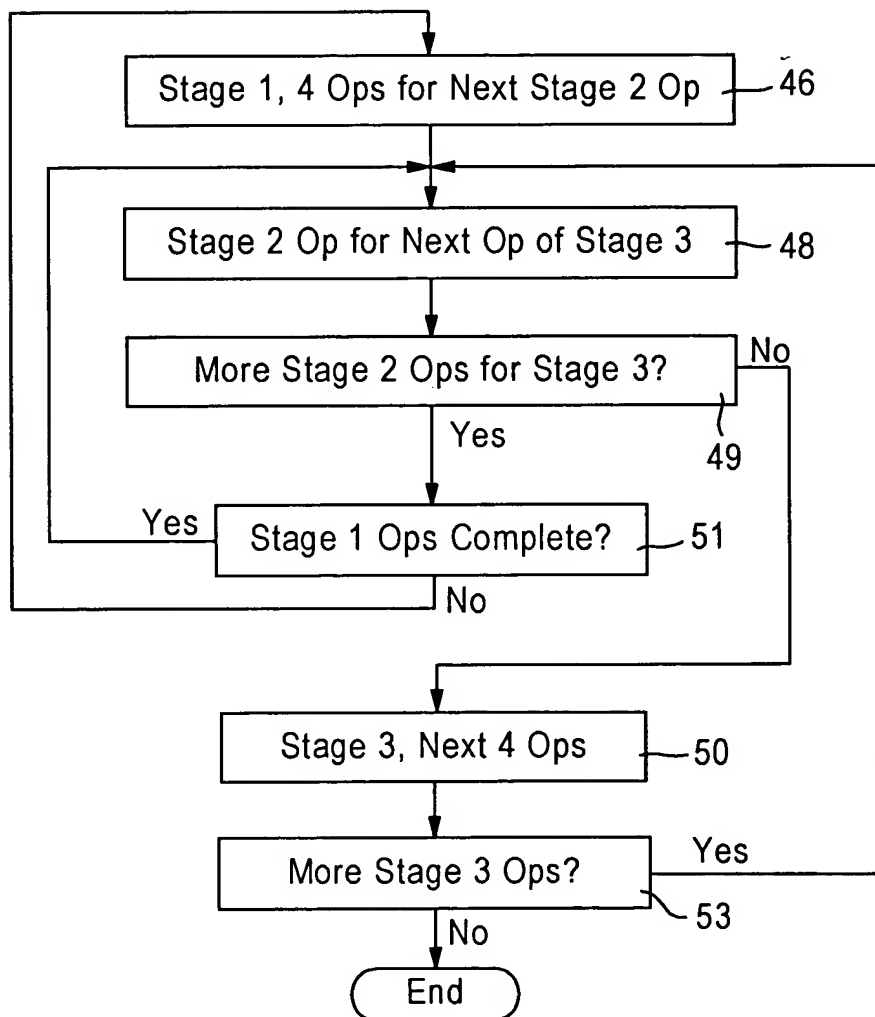 Stage 1, 4 Ops for Next Stage 2 Op
46
Stage 2 Op for Next Op of Stage 3
48
More Stage 2 Ops for Stage 3?
No
49
Yes
Stage 1 Ops Complete?
Yes
51
No
Stage 3, Next 4 Ops
50
More Stage 3 Ops?
Yes
53
No
End